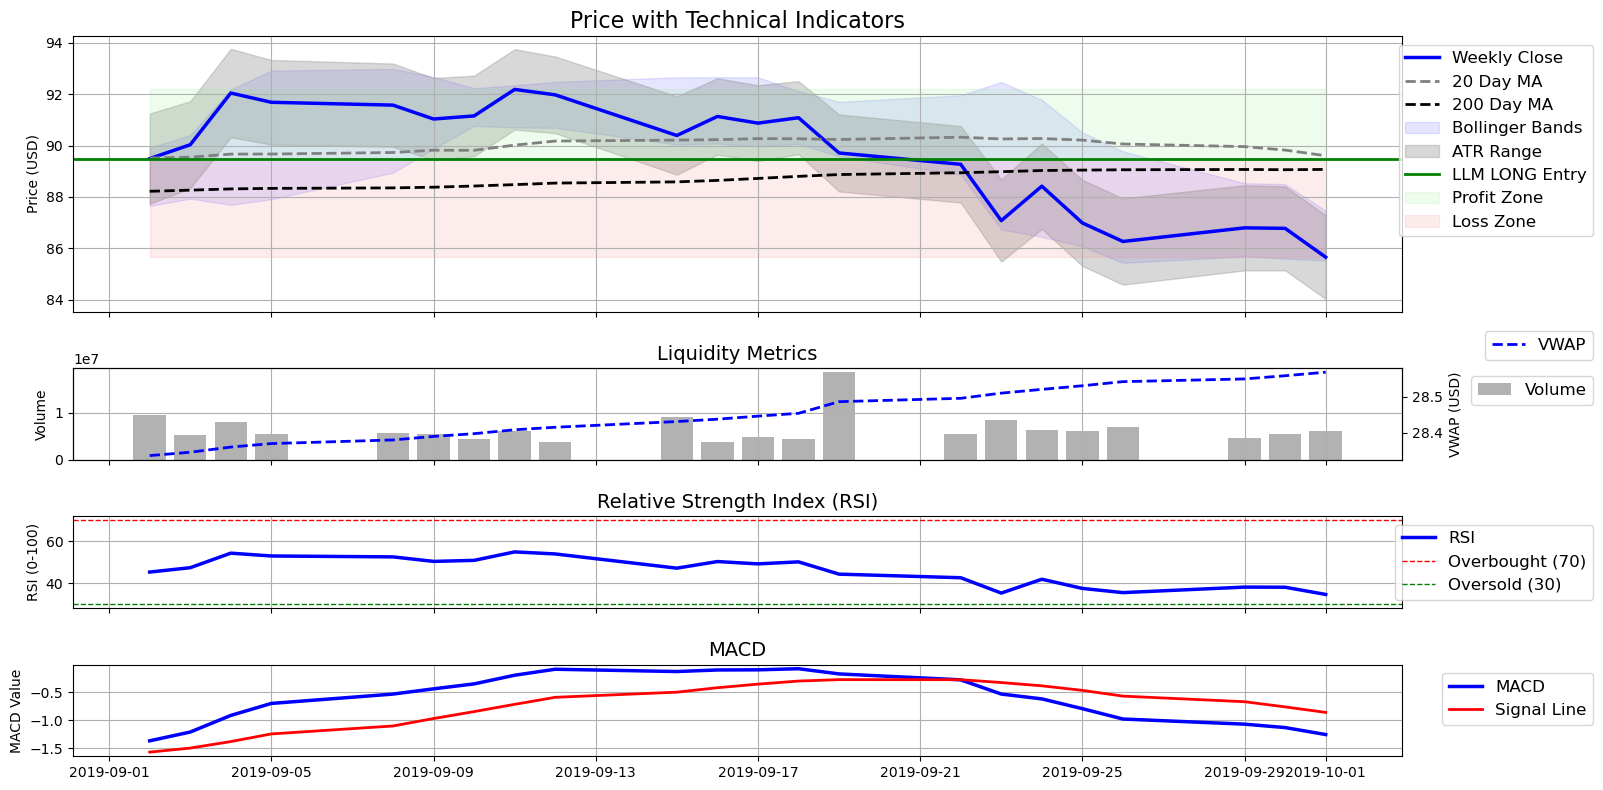 Price with Technical Indicators
Price (USD)
94
92
90
88
86
84
Weekly Close
20 Day MA
200 Day MA
Bollinger Bands
ATR Range
LLM LONG Entry
Profit Zone
Loss Zone
Liquidity Metrics
1e7
Volume
1
0
28.5
28.4
VWAP (USD)
VWAP
Volume
Relative Strength Index (RSI)
RSI (0-100)
60
40
RSI
Overbought (70)
Oversold (30)
MACD
MACD Value
−0.5
−1.0
−1.5
MACD
Signal Line
2019-09-01 2019-09-05 2019-09-09 2019-09-13 2019-09-17 2019-09-21 2019-09-25 2019-09-29 2019-10-01